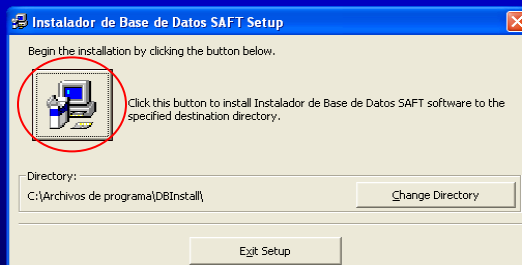 Instalador de Base de Datos SAFT Setup
Begin the installation by clicking the button below.
Click this button to install Instalador de Base de Datos SAFT software to the
specified destination directory.
Directory:
C:\Archivos de programa\DBInstall\
Change Directory
Exit Setup